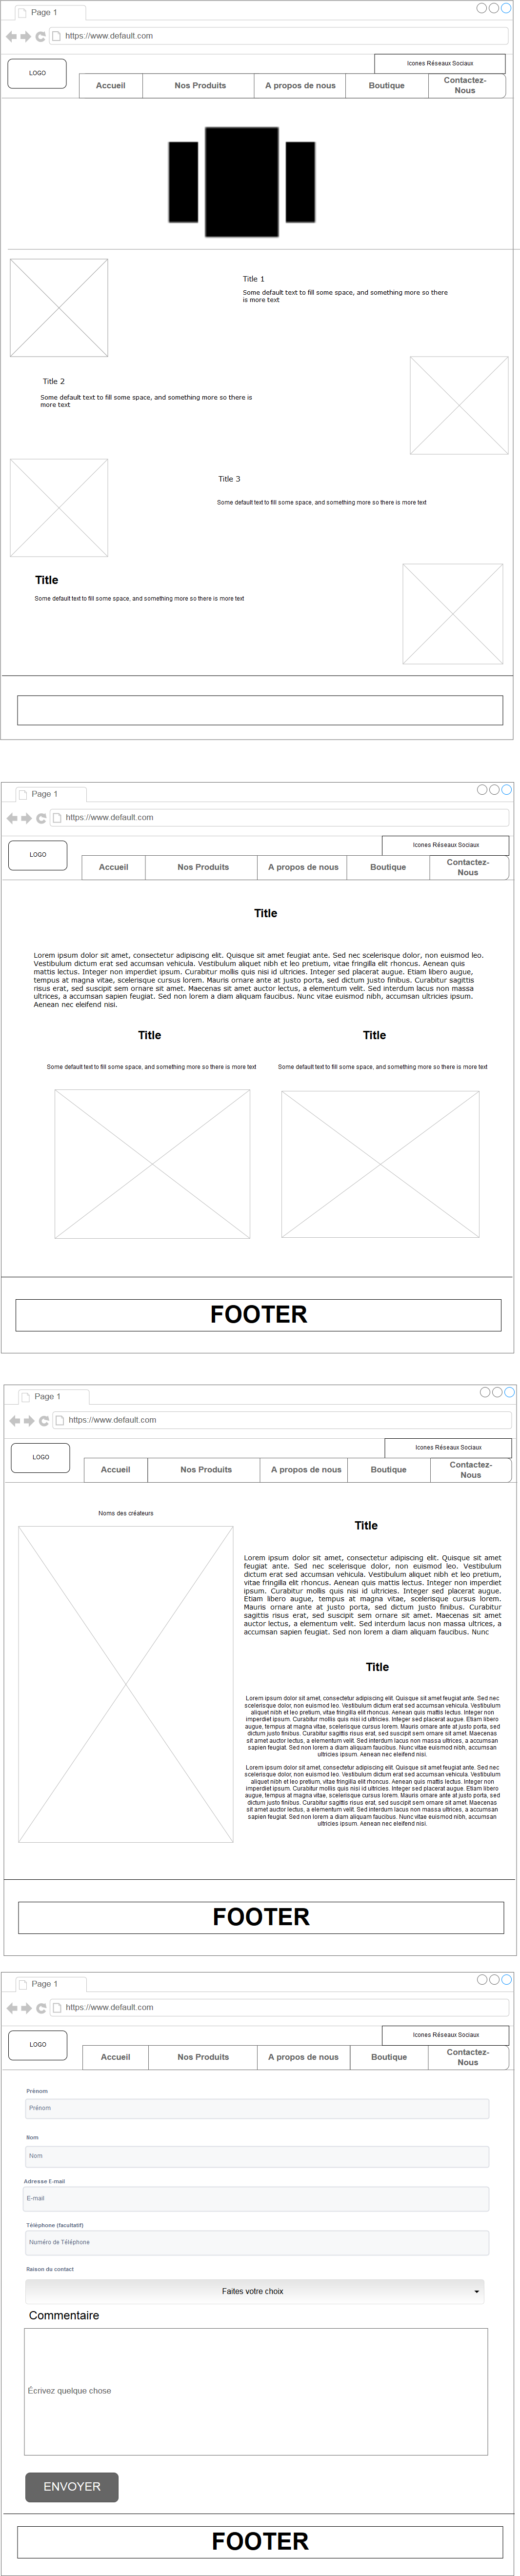 Page 1
https://www.default.com
Icones Réseaux Sociaux
LOGO
Accueil
Nos Produits
A propos de nous
Boutique
Contactez-
Nous
Title 1
Some default text to fill some space, and something more so there
is more text
Title 2
Some default text to fill some space, and something more so there is
more text
Title 3
Some default text to fill some space, and something more so there is more text
Title
Some default text to fill some space, and something more so there is more text
Page 1
https://www.default.com
Icones Réseaux Sociaux
LOGO
Accueil
Nos Produits
A propos de nous
Boutique
Contactez-
Nous
Title
Lorem ipsum dolor sit amet, consectetur adipiscing elit. Quisque sit amet feugiat ante. Sed nec scelerisque dolor, non euismod leo.
Vestibulum dictum erat sed accumsan vehicula. Vestibulum aliquet nibh et leo pretium, vitae fringilla elit rhoncus. Aenean quis
mattis lectus. Integer non imperdiet ipsum. Curabitur mollis quis nisi id ultricies. Integer sed placerat augue. Etiam libero augue,
tempus at magna vitae, scelerisque cursus lorem. Mauris ornare ante at justo porta, sed dictum justo finibus. Curabitur sagittis
risus erat, sed suscipit sem ornare sit amet. Maecenas sit amet auctor lectus, a elementum velit. Sed interdum lacus non massa
ultrices, a accumsan sapien feugiat. Sed non lorem a diam aliquam faucibus. Nunc vitae euismod nibh, accumsan ultricies ipsum.
Aenean nec eleifend nisi.
Title
Title
Some default text to fill some space, and something more so there is more text
Some default text to fill some space, and something more so there is more text
FOOTER
Page 1
https://www.default.com
Icones Réseaux Sociaux
LOGO
Accueil
Nos Produits
A propos de nous
Boutique
Contactez-
Nous
Noms des créateurs
Title
Lorem ipsum dolor sit amet, consectetur adipiscing elit. Quisque sit amet
feugiat ante. Sed nec scelerisque dolor, non euismod leo. Vestibulum
dictum erat sed accumsan vehicula. Vestibulum aliquet nibh et leo pretium,
vitae fringilla elit rhoncus. Aenean quis mattis lectus. Integer non imperdiet
ipsum. Curabitur mollis quis nisi id ultricies. Integer sed placerat augue.
Etiam libero augue, tempus at magna vitae, scelerisque cursus lorem.
Mauris ornare ante at justo porta, sed dictum justo finibus. Curabitur
sagittis risus erat, sed suscipit sem ornare sit amet. Maecenas sit amet
auctor lectus, a elementum velit. Sed interdum lacus non massa ultrices, a
accumsan sapien feugiat. Sed non lorem a diam aliquam faucibus. Nunc
Title
Lorem ipsum dolor sit amet, consectetur adipiscing elit. Quisque sit amet feugiat ante. Sed nec
scelerisque dolor, non euismod leo. Vestibulum dictum erat sed accumsan vehicula. Vestibulum
aliquet nibh et leo pretium, vitae fringilla elit rhoncus. Aenean quis mattis lectus. Integer non
imperdiet ipsum. Curabitur mollis quis nisi id ultricies. Integer sed placerat augue. Etiam libero
augue, tempus at magna vitae, scelerisque cursus lorem. Mauris ornare ante at justo porta, sed
dictum justo finibus. Curabitur sagittis risus erat, sed suscipit sem ornare sit amet. Maecenas
sit amet auctor lectus, a elementum velit. Sed interdum lacus non massa ultrices, a accumsan
sapien feugiat. Sed non lorem a diam aliquam faucibus. Nunc vitae euismod nibh, accumsan
ultricies ipsum. Aenean nec eleifend nisi.
Lorem ipsum dolor sit amet, consectetur adipiscing elit. Quisque sit amet feugiat ante. Sed nec
scelerisque dolor, non euismod leo. Vestibulum dictum erat sed accumsan vehicula. Vestibulum
aliquet nibh et leo pretium, vitae fringilla elit rhoncus. Aenean quis mattis lectus. Integer non
imperdiet ipsum. Curabitur mollis quis nisi id ultricies. Integer sed placerat augue. Etiam libero
augue, tempus at magna vitae, scelerisque cursus lorem. Mauris ornare ante at justo porta, sed
dictum justo finibus. Curabitur sagittis risus erat, sed suscipit sem ornare sit amet. Maecenas
sit amet auctor lectus, a elementum velit. Sed interdum lacus non massa ultrices, a accumsan
sapien feugiat. Sed non lorem a diam aliquam faucibus. Nunc vitae euismod nibh, accumsan
ultricies ipsum. Aenean nec eleifend nisi.
FOOTER
Page 1
https://www.default.com
Icones Réseaux Sociaux
LOGO
Accueil
Nos Produits
A propos de nous
Boutique
Contactez-
Nous
Prénom
Prénom
Nom
Nom
Adresse E-mail
E-mail
Téléphone (facultatif)
Numéro de Téléphone
Raison du contact
Faites votre choix
Commentaire
Écrivez quelque chose
ENVOYER
FOOTER